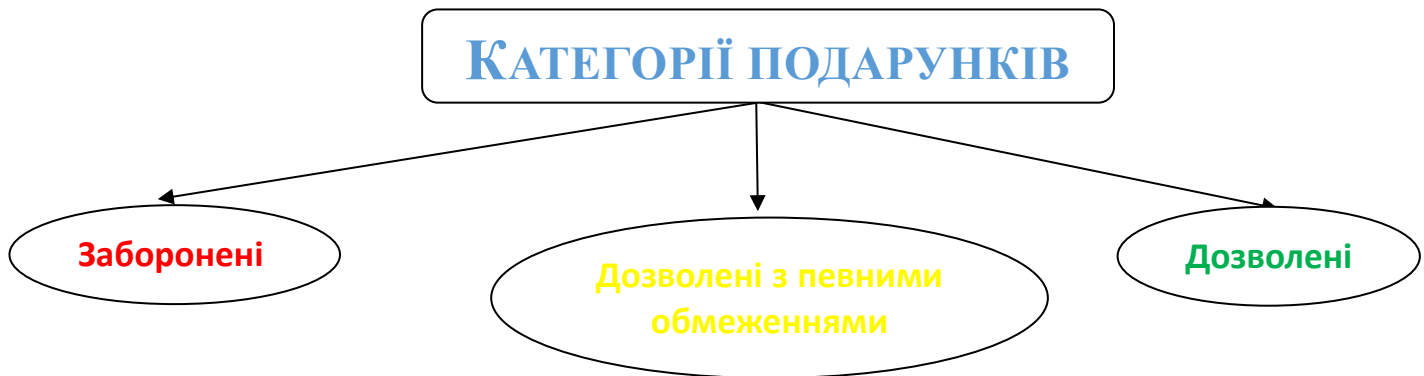 КАТЕГОРІЇ ПОДАРУНКІВ
Заборонені
Дозволені з певними
обмеженнями
Дозволені